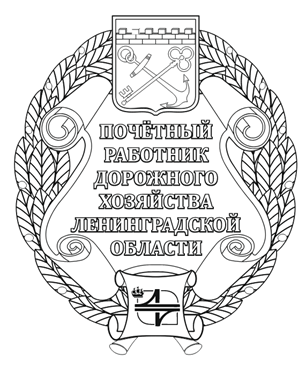 ПОЧЁТНЫЙ
РАБОТНИК
ДОРОЖНОГО
ХОЗЯЙСТВА
ЛЕНИНГРАДСКОЙ
ОБЛАСТИ